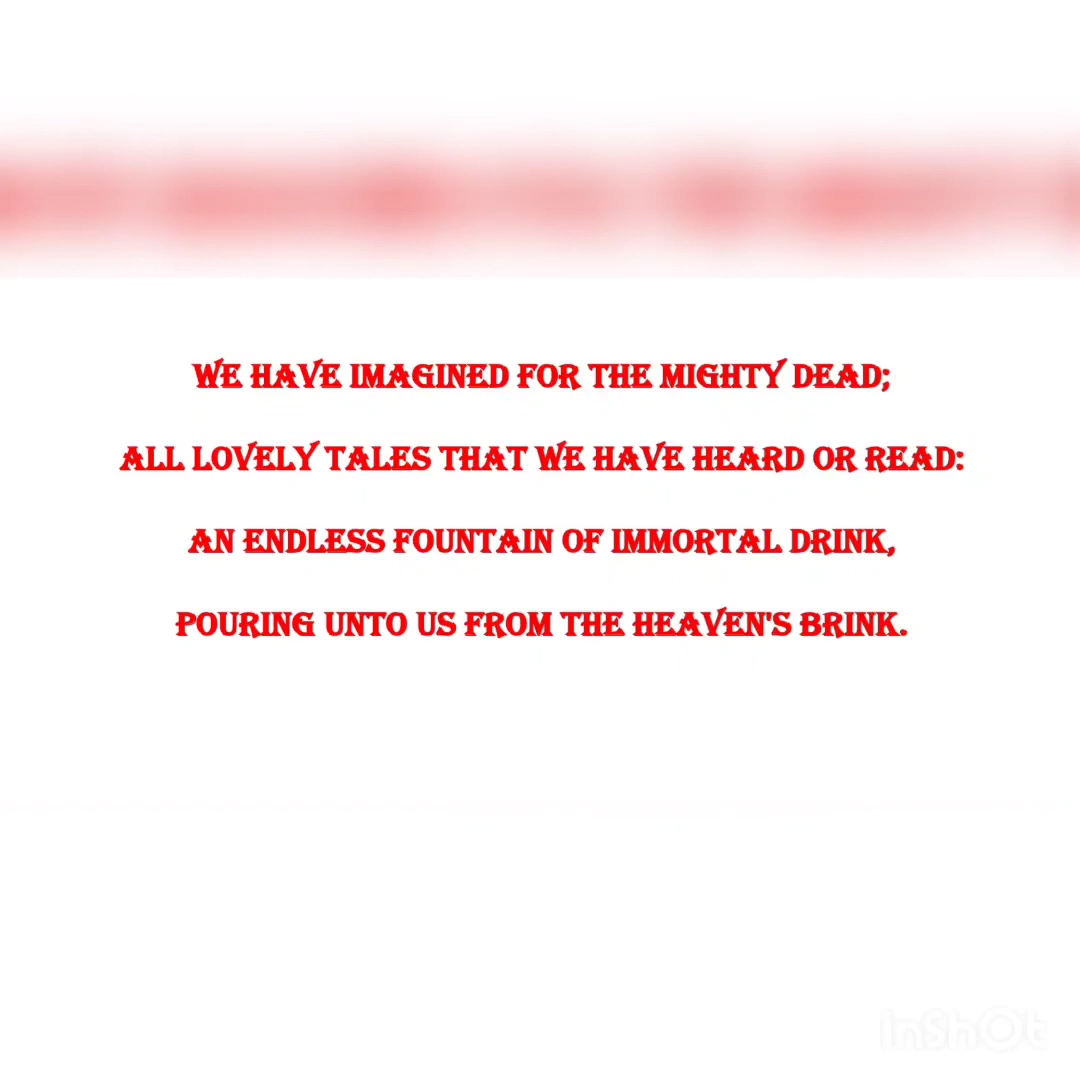 WE HAVE IMAGINED FOR THE MIGHTY DEAD;
ALL LOVELY TALES THAT WE HAVE HEARD OR READ:
AN ENDLESS FOUNTAIN OF IMMORTAL DRINK,
POURING UNTO US FROM THE HEAVEN'S BRINK.
InShOt